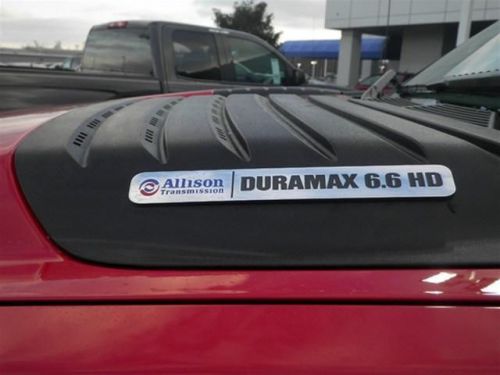 Allison DURAMAX 6.6 HD
Transmission